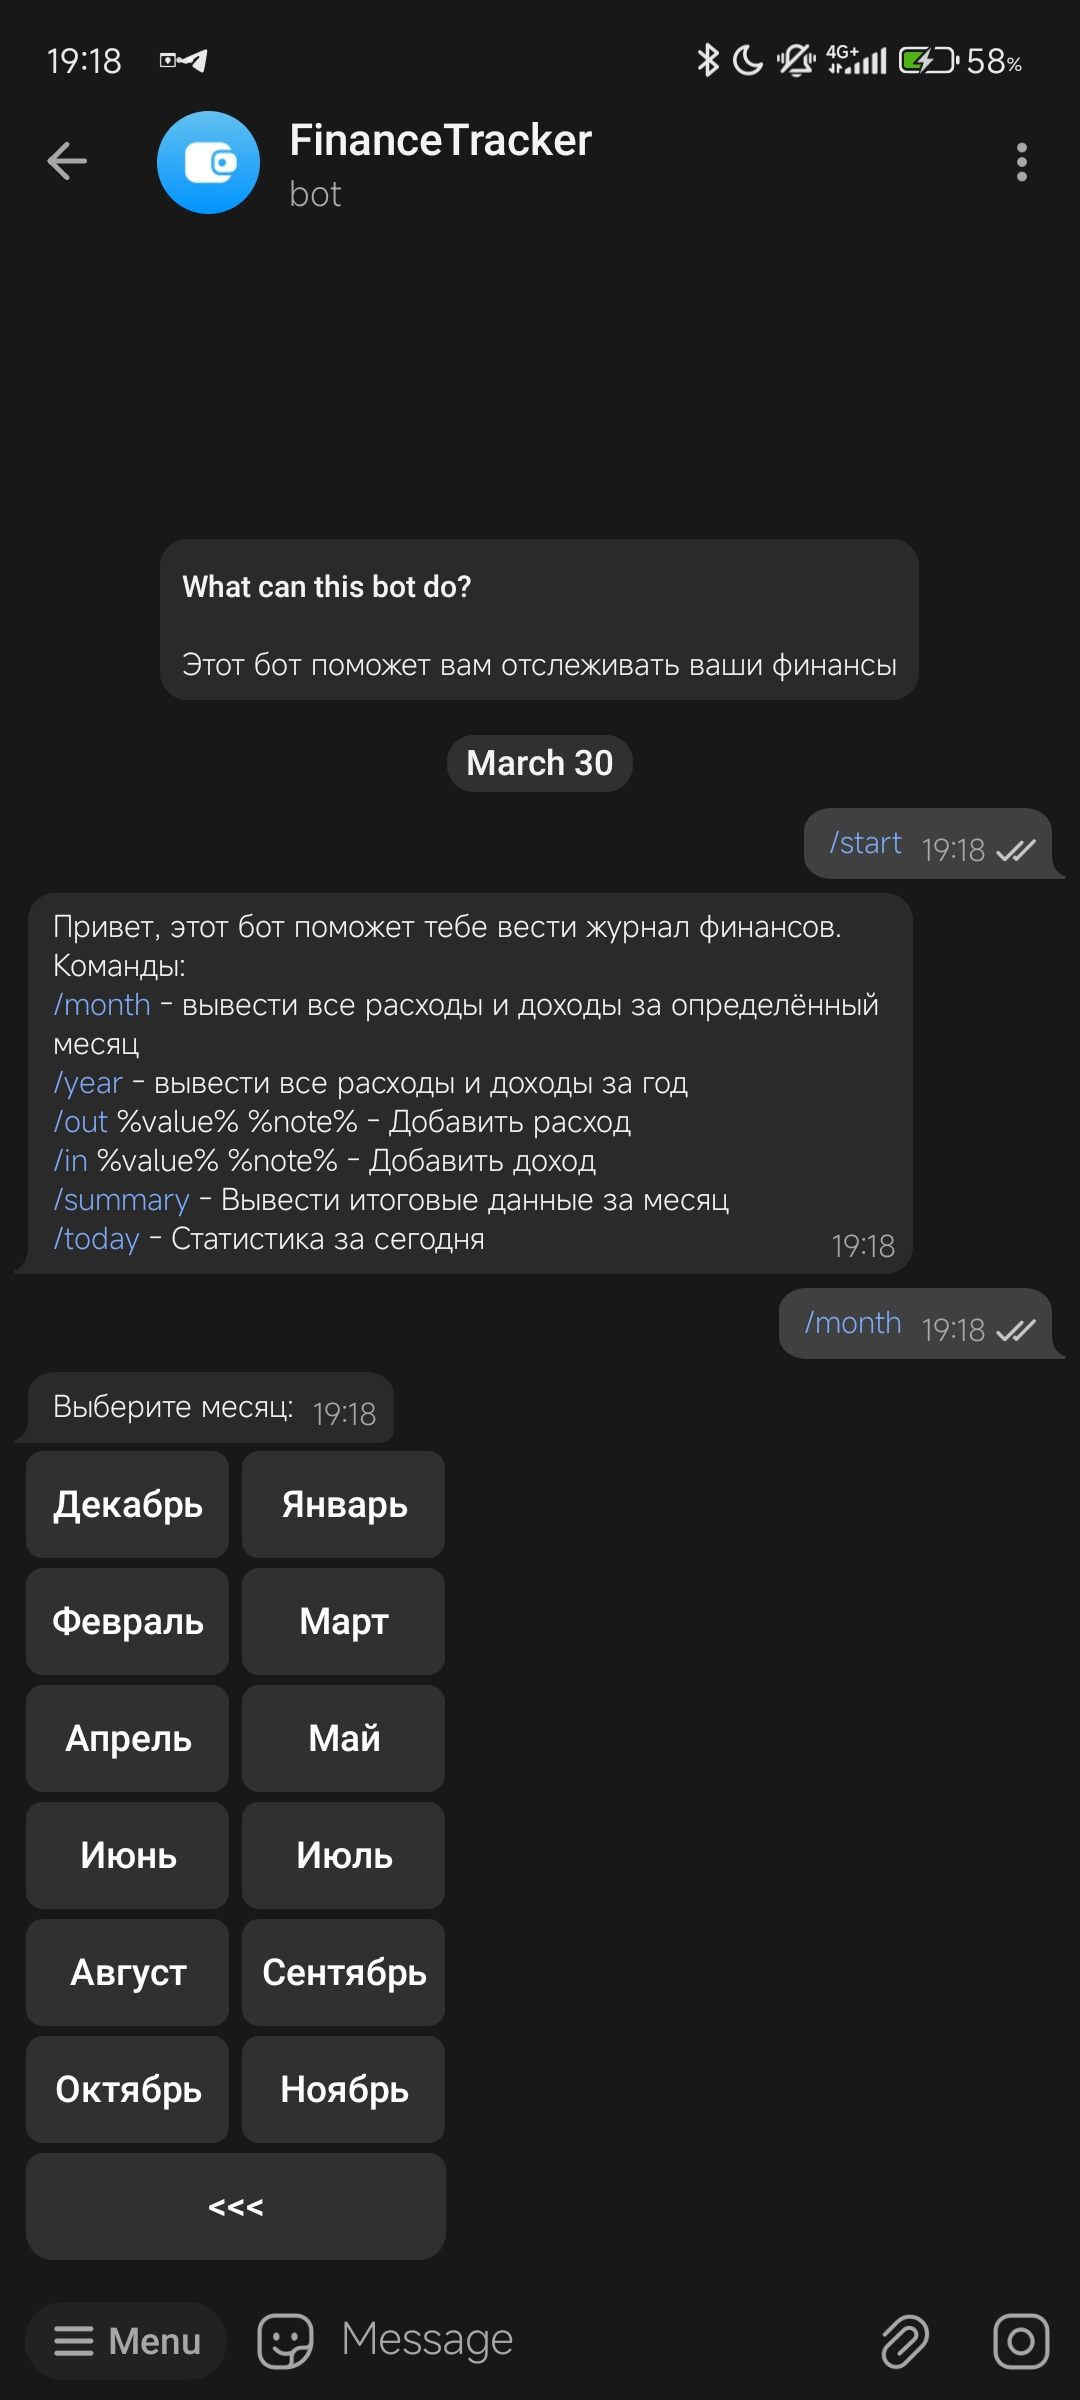 19:18
4G+
58%
FinanceTracker
bot
What can this bot do?
Этот бот поможет вам отслеживать ваши финансы
March 30
/start 19:18
Привет, этот бот поможет тебе вести журнал финансов.
Команды:
/month - вывести все расходы и доходы за определённый
месяц
/year - вывести все расходы и доходы за год
/out %value% %note% - Добавить расход
/in %value% %note% - Добавить доход
/summary - Вывести итоговые данные за месяц
/today - Статистика за сегодня
19:18
/month 19:18
Выберите месяц: 19:18
Декабрь Январь
Февраль Март
Апрель Май
Июнь Июль
Август Сентябрь
Октябрь Ноябрь
<<<
Menu Message